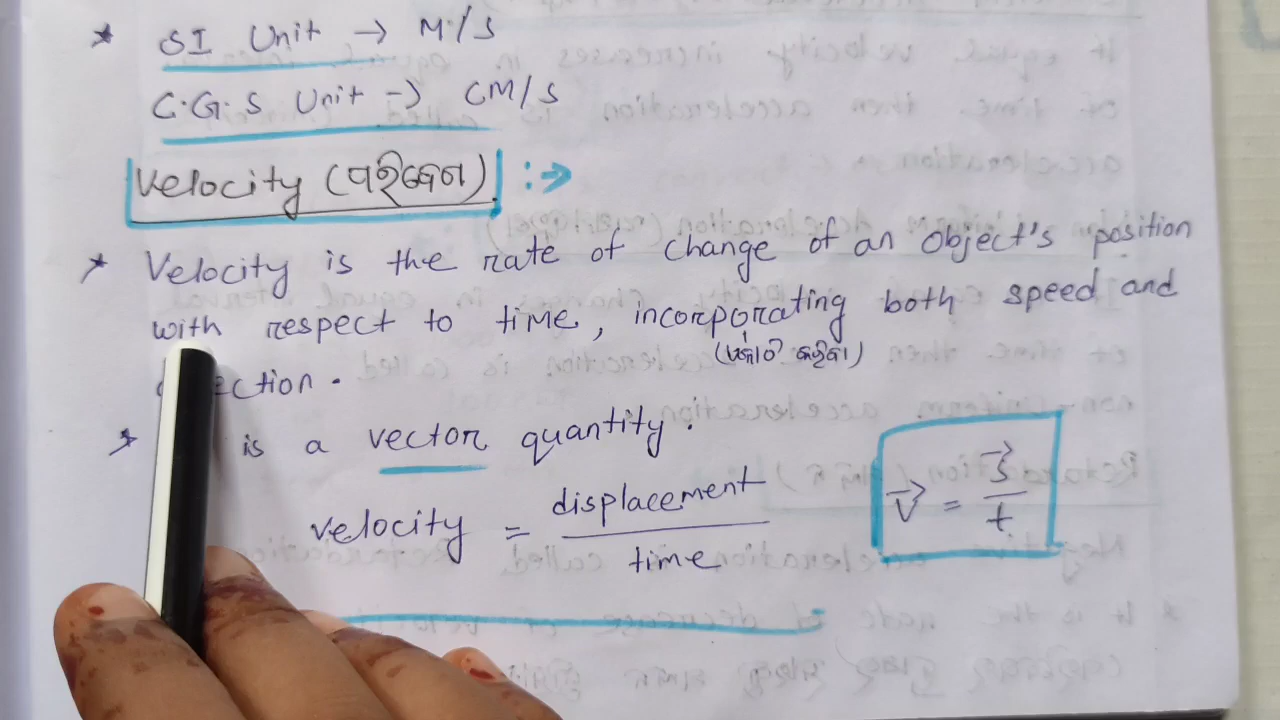 * SI Unit → M/S
C.G.S Unit → CM/S
Velocity (ପରିବେଗ) :→
* Velocity is the rate of change of an object's position
with respect to time, incorporating both speed and
ection.
is a vector quantity.
velocity = displacement
time
v⃗ = s⃗
t